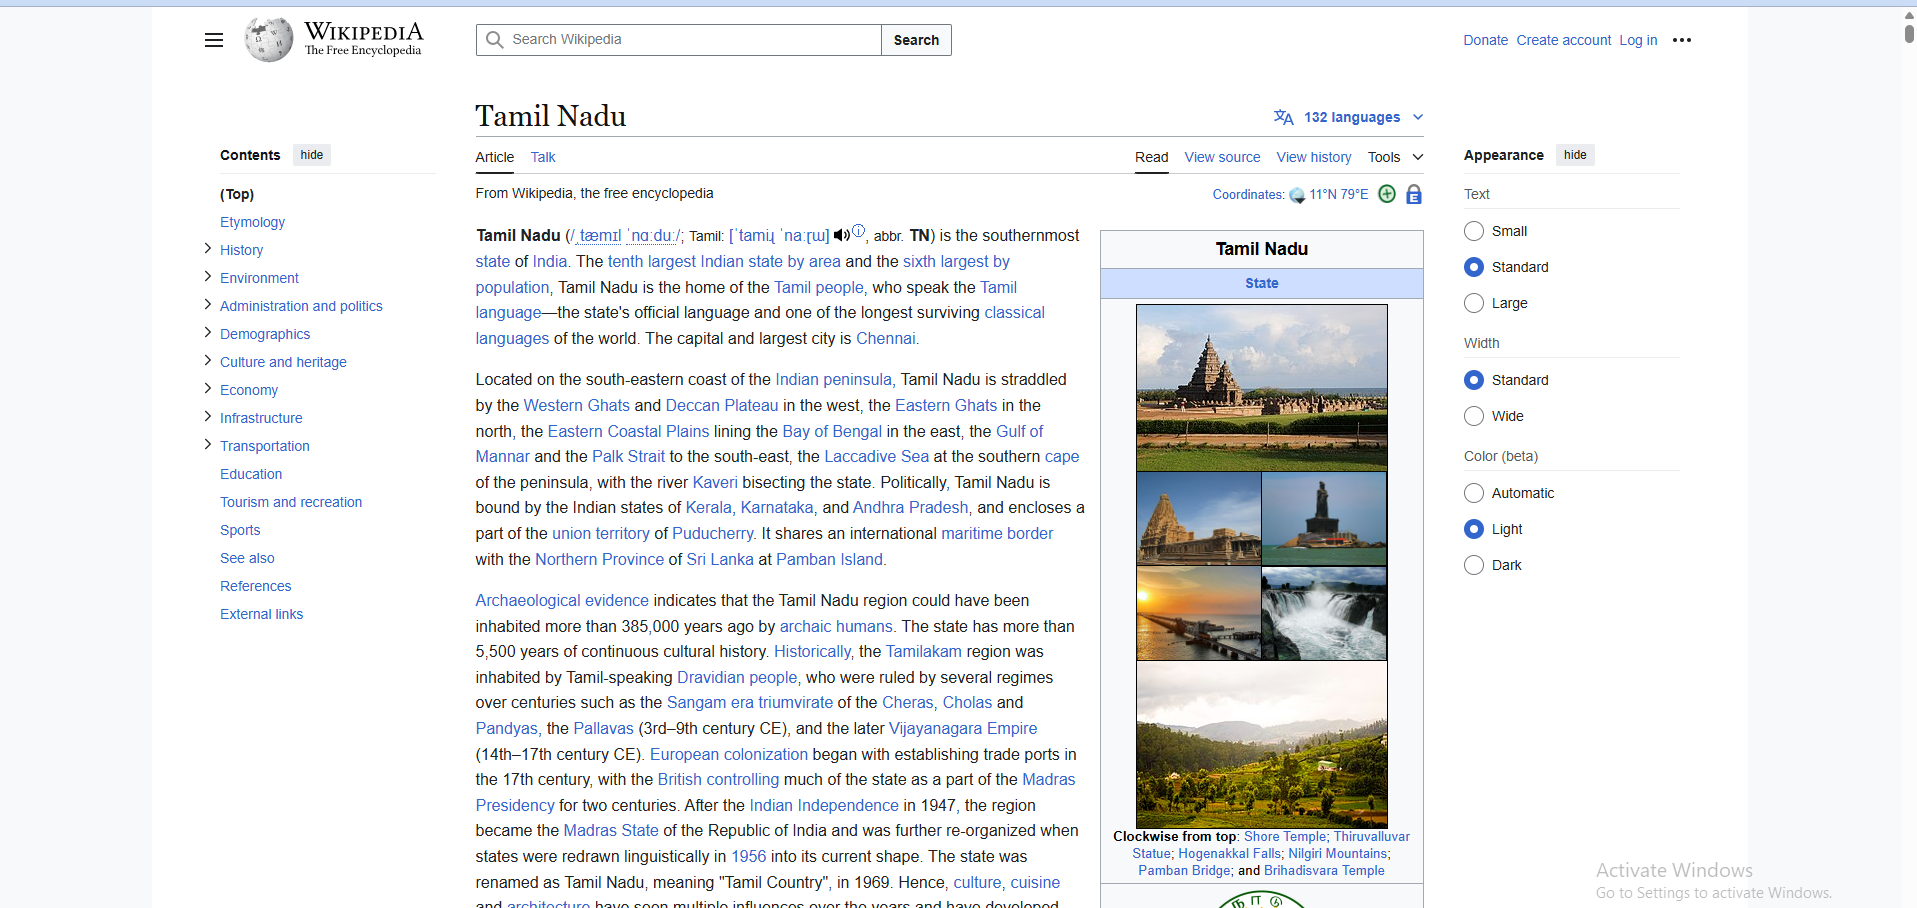 WIKIPEDIA
The Free Encyclopedia
Search Wikipedia
Search
Donate Create account Log in
Tamil Nadu
132 languages
Contents hide
(Top)
Etymology
History
Environment
Administration and politics
Demographics
Culture and heritage
Economy
Infrastructure
Transportation
Education
Tourism and recreation
Sports
See also
References
External links
Article Talk
Read View source View history Tools
From Wikipedia, the free encyclopedia
Coordinates: 11°N 79°E
Tamil Nadu (/ˌtæmɪl ˈnɑːduː/; Tamil: [ˈtamiɻ ˈnaːɽɯ] ⓘ, abbr. TN) is the southernmost
state of India. The tenth largest Indian state by area and the sixth largest by
population, Tamil Nadu is the home of the Tamil people, who speak the Tamil
language—the state's official language and one of the longest surviving classical
languages of the world. The capital and largest city is Chennai.
Located on the south-eastern coast of the Indian peninsula, Tamil Nadu is straddled
by the Western Ghats and Deccan Plateau in the west, the Eastern Ghats in the
north, the Eastern Coastal Plains lining the Bay of Bengal in the east, the Gulf of
Mannar and the Palk Strait to the south-east, the Laccadive Sea at the southern cape
of the peninsula, with the river Kaveri bisecting the state. Politically, Tamil Nadu is
bound by the Indian states of Kerala, Karnataka, and Andhra Pradesh, and encloses a
part of the union territory of Puducherry. It shares an international maritime border
with the Northern Province of Sri Lanka at Pamban Island.
Archaeological evidence indicates that the Tamil Nadu region could have been
inhabited more than 385,000 years ago by archaic humans. The state has more than
5,500 years of continuous cultural history. Historically, the Tamilakam region was
inhabited by Tamil-speaking Dravidian people, who were ruled by several regimes
over centuries such as the Sangam era triumvirate of the Cheras, Cholas and
Pandyas, the Pallavas (3rd–9th century CE), and the later Vijayanagara Empire
(14th–17th century CE). European colonization began with establishing trade ports in
the 17th century, with the British controlling much of the state as a part of the Madras
Presidency for two centuries. After the Indian Independence in 1947, the region
became the Madras State of the Republic of India and was further re-organized when
states were redrawn linguistically in 1956 into its current shape. The state was
renamed as Tamil Nadu, meaning "Tamil Country", in 1969. Hence, culture, cuisine
and architecture have seen multiple influences over the years and have developed
Tamil Nadu
State
Clockwise from top: Shore Temple; Thiruvalluvar
Statue; Hogenakkal Falls; Nilgiri Mountains;
Pamban Bridge; and Brihadisvara Temple
Appearance hide
Text
Small
Standard
Large
Width
Standard
Wide
Color (beta)
Automatic
Light
Dark
Activate Windows
Go to Settings to activate Windows.